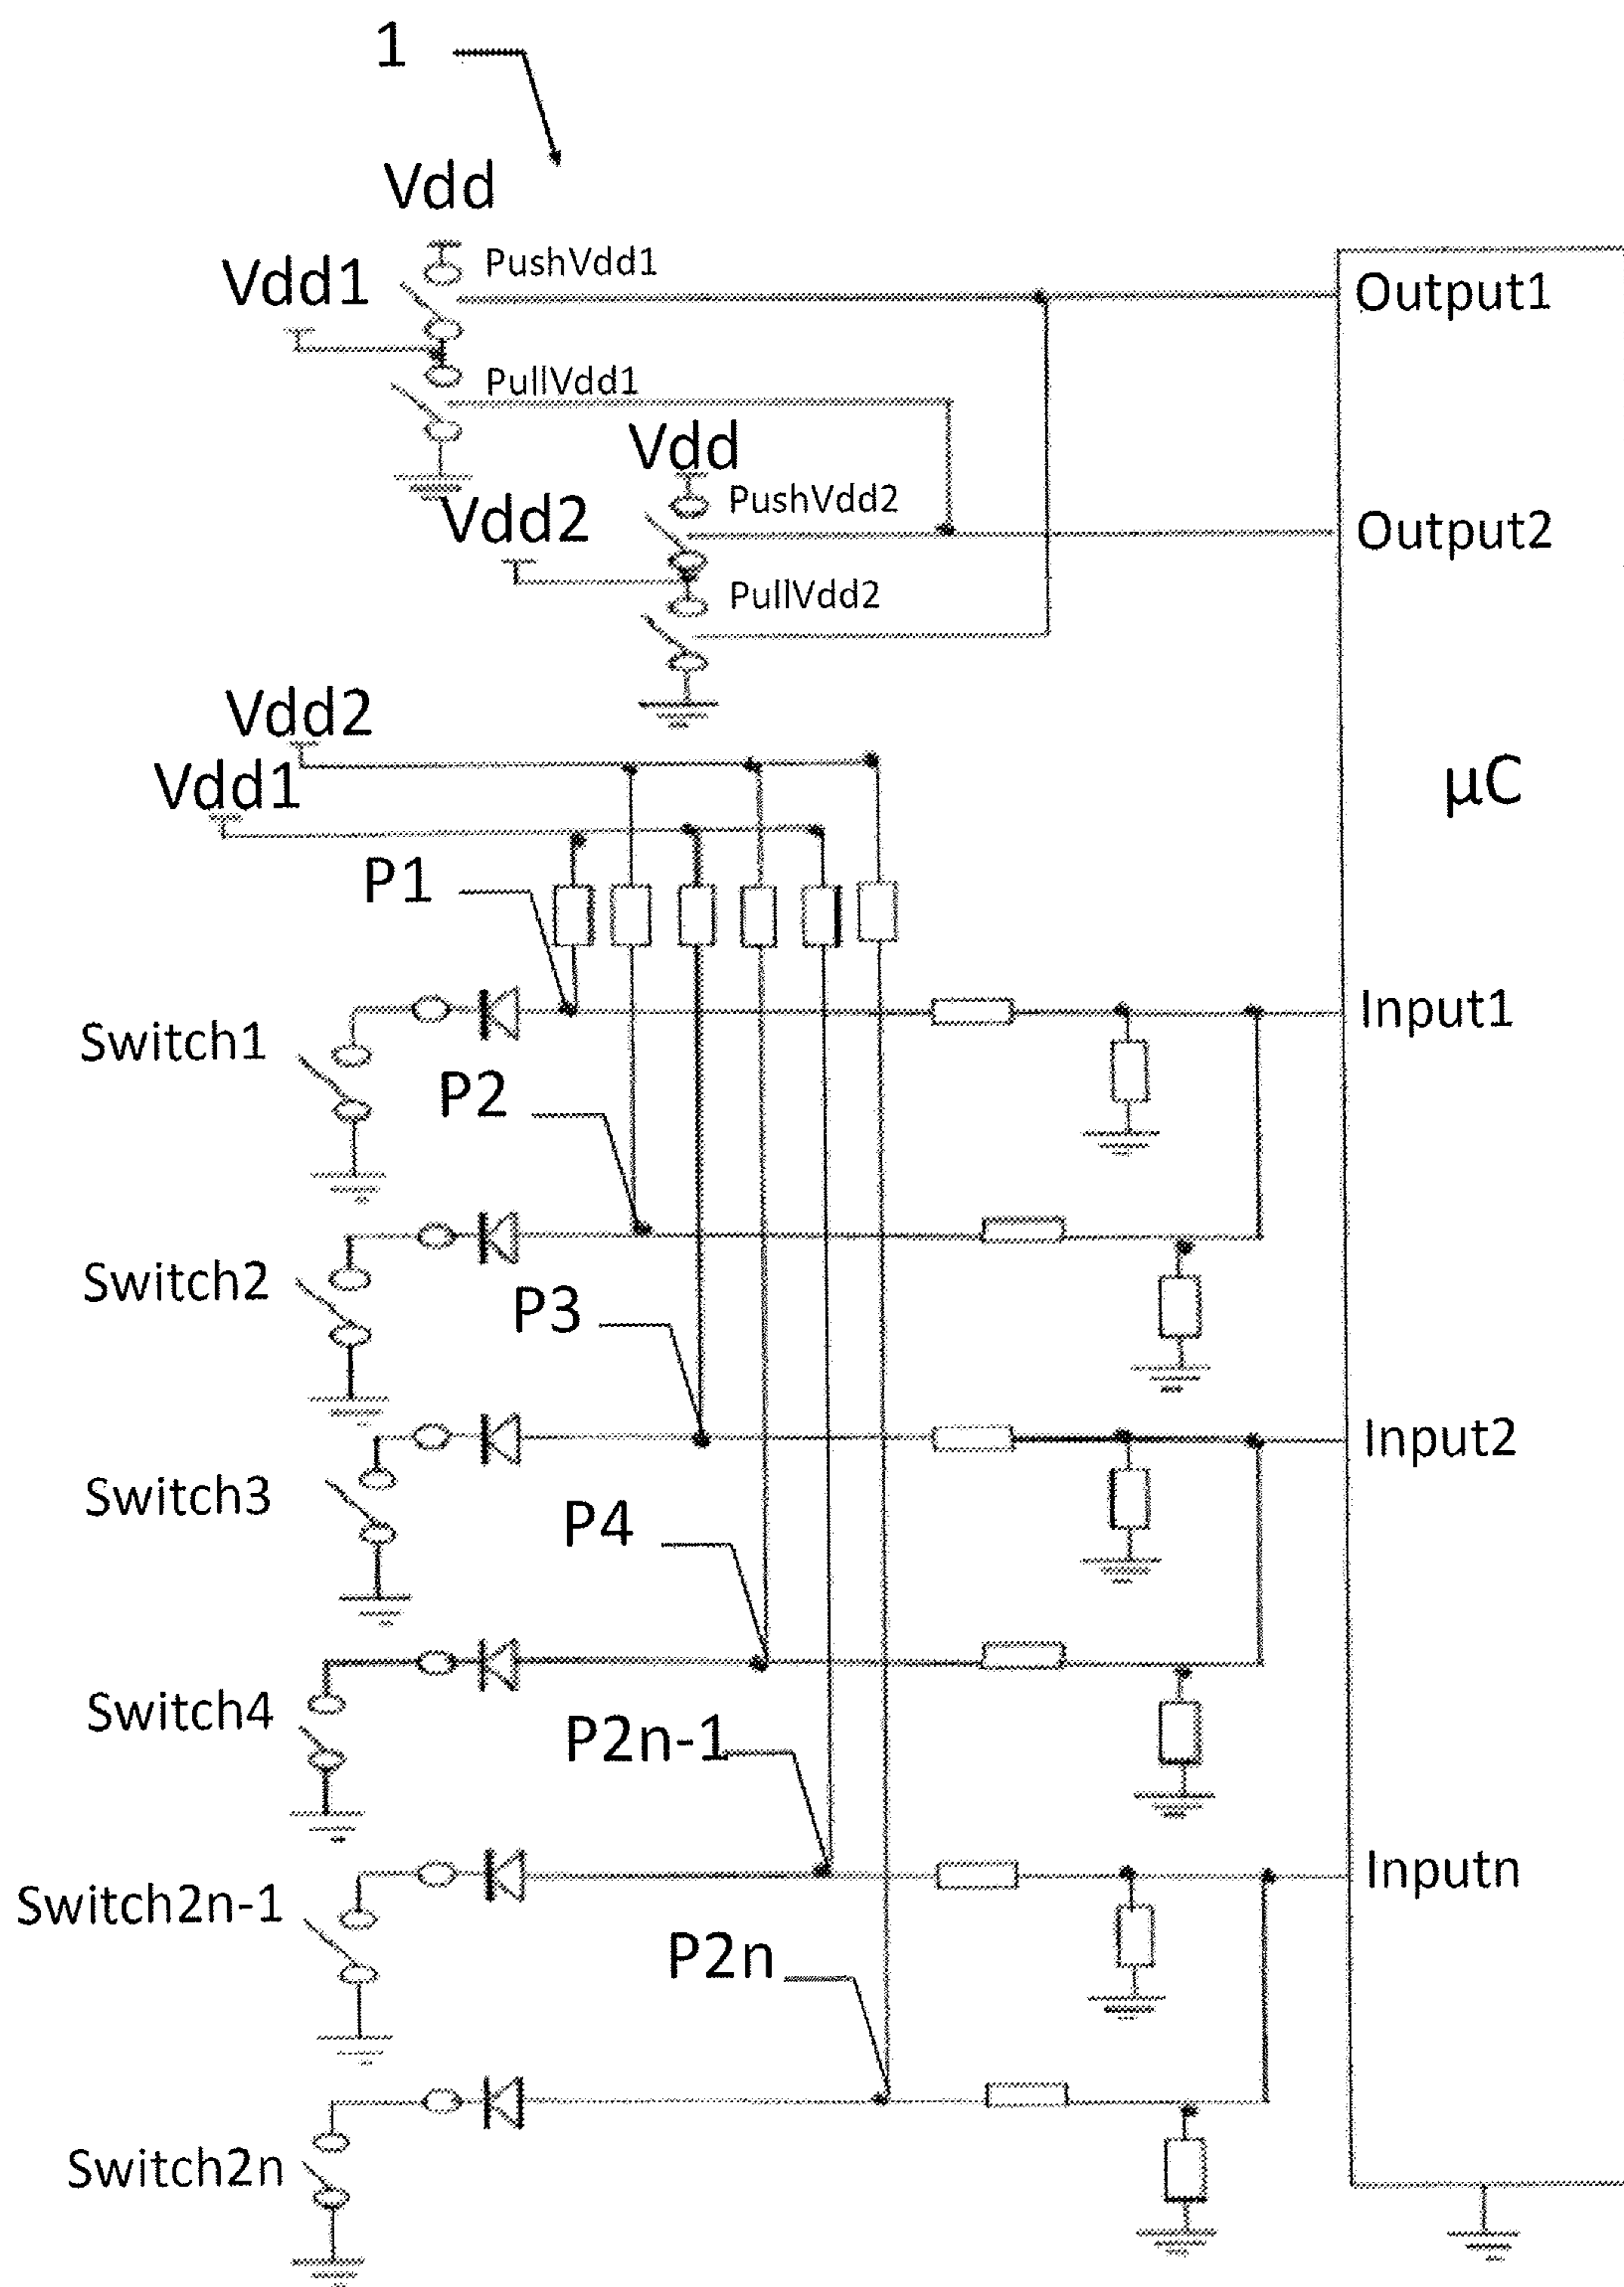 1
Vdd
PushVdd1
Vdd1
Output1
PullVdd1
Vdd
PushVdd2
Vdd2
Output2
PullVdd2
Vdd2
Vdd1
µC
P1
Input1
Switch1
P2
Switch2
P3
Input2
Switch3
P4
Switch4
P2n-1
Inputn
Switch2n-1
P2n
Switch2n